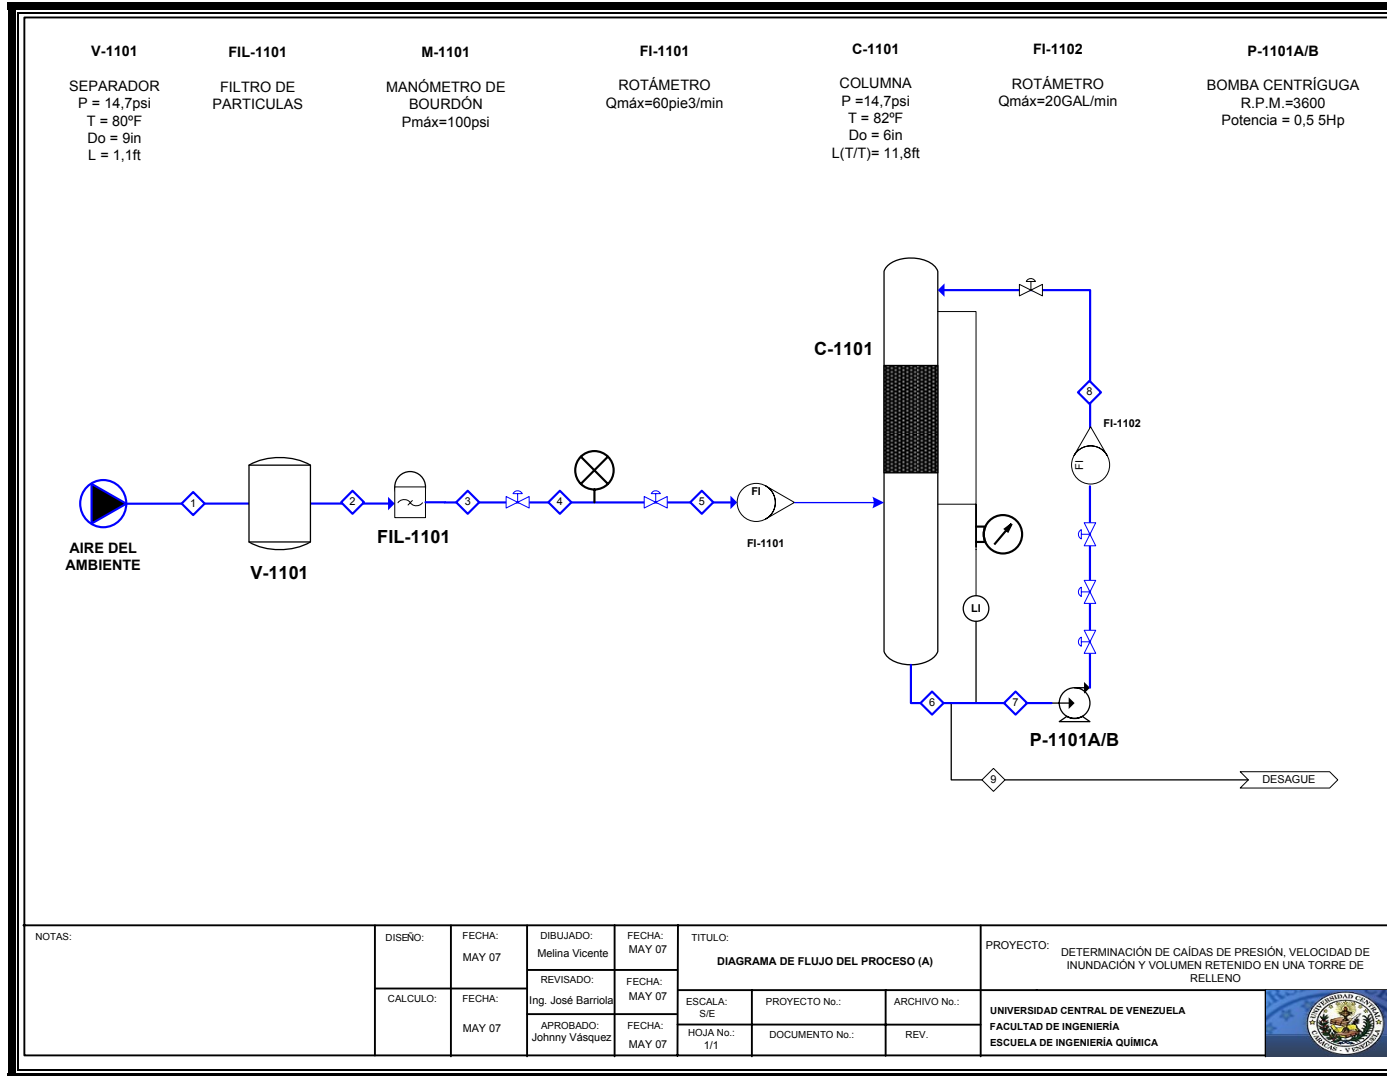 V-1101
SEPARADOR
P = 14,7psi
T = 80ºF
Do = 9in
L = 1,1ft
FIL-1101
FILTRO DE
PARTICULAS
M-1101
MANÓMETRO DE
BOURDÓN
Pmáx=100psi
FI-1101
ROTÁMETRO
Qmáx=60pie3/min
C-1101
COLUMNA
P =14,7psi
T = 82ºF
Do = 6in
L(T/T)= 11,8ft
FI-1102
ROTÁMETRO
Qmáx=20GAL/min
P-1101A/B
BOMBA CENTRÍGUGA
R.P.M.=3600
Potencia = 0,5 5Hp
C-1101
8
FI-1102
FI
1
2
3
4
5
FI
AIRE DEL
AMBIENTE
V-1101
FIL-1101
FI-1101
LI
6
7
P-1101A/B
9
DESAGUE
NOTAS:
DISEÑO:
FECHA:
MAY 07
DIBUJADO:
Melina Vicente
FECHA:
MAY 07
REVISADO:
Ing. José Barriola
FECHA:
MAY 07
CALCULO:
FECHA:
MAY 07
APROBADO:
Johnny Vásquez
FECHA:
MAY 07
TITULO:
DIAGRAMA DE FLUJO DEL PROCESO (A)
ESCALA:
S/E
PROYECTO No.:
ARCHIVO No.:
HOJA No.:
1/1
DOCUMENTO No.:
REV.
PROYECTO:
DETERMINACIÓN DE CAÍDAS DE PRESIÓN, VELOCIDAD DE
INUNDACIÓN Y VOLUMEN RETENIDO EN UNA TORRE DE
RELLENO
UNIVERSIDAD CENTRAL DE VENEZUELA
FACULTAD DE INGENIERÍA
ESCUELA DE INGENIERÍA QUÍMICA
UNIVERSIDAD CENTRAL
CARACAS - VENEZUELA